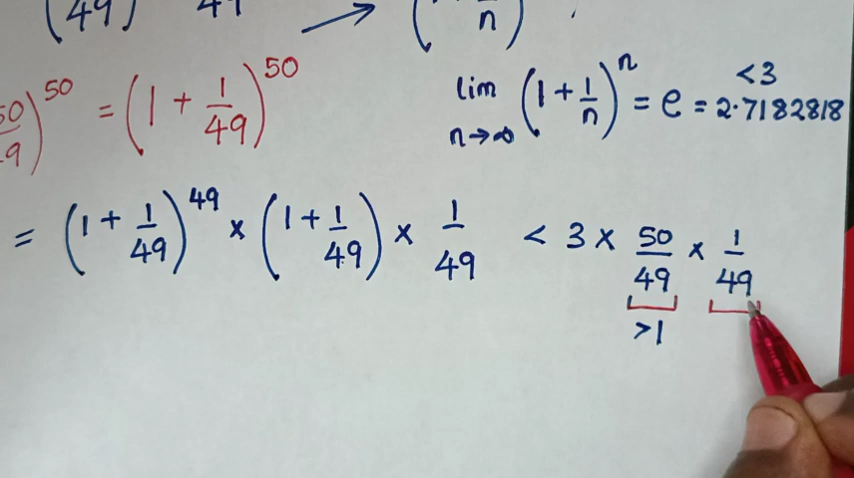 (49) 49 → ( n )
(50/9)^50 = (1 + 1/49)^50
lim n→∞ (1 + 1/n)^n = e = 2.7182818 <3
= (1 + 1/49)^49 × (1 + 1/49) × 1/49 < 3 × 50/49 × 1/49
>1